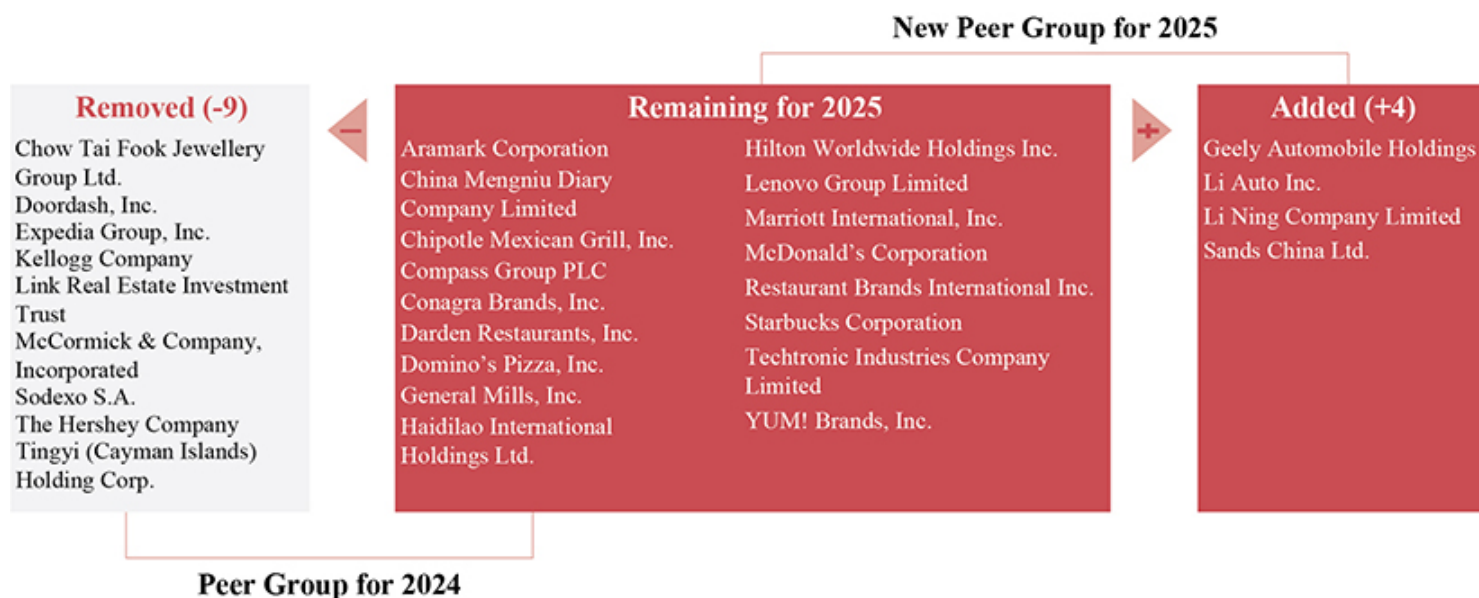 New Peer Group for 2025
Removed (-9)
Chow Tai Fook Jewellery
Group Ltd.
Doordash, Inc.
Expedia Group, Inc.
Kellogg Company
Link Real Estate Investment
Trust
McCormick & Company,
Incorporated
Sodexo S.A.
The Hershey Company
Tingyi (Cayman Islands)
Holding Corp.
Remaining for 2025
Aramark Corporation
China Mengniu Diary
Company Limited
Chipotle Mexican Grill, Inc.
Compass Group PLC
Conagra Brands, Inc.
Darden Restaurants, Inc.
Domino’s Pizza, Inc.
General Mills, Inc.
Haidilao International
Holdings Ltd.
Hilton Worldwide Holdings Inc.
Lenovo Group Limited
Marriott International, Inc.
McDonald’s Corporation
Restaurant Brands International Inc.
Starbucks Corporation
Techtronic Industries Company
Limited
YUM! Brands, Inc.
Added (+4)
Geely Automobile Holdings
Li Auto Inc.
Li Ning Company Limited
Sands China Ltd.
Peer Group for 2024